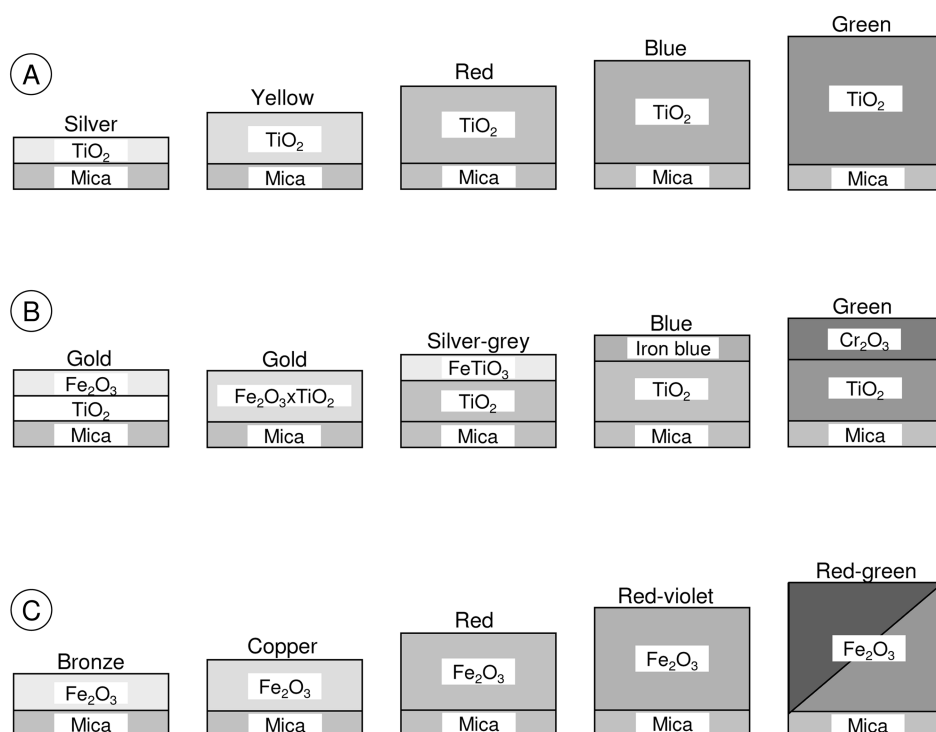 A
Silver
TiO₂
Mica
Yellow
TiO₂
Mica
Red
TiO₂
Mica
Blue
TiO₂
Mica
Green
TiO₂
Mica
B
Gold
Fe₂O₃
TiO₂
Mica
Gold
Fe₂O₃xTiO₂
Mica
Silver-grey
FeTiO₃
TiO₂
Mica
Blue
Iron blue
TiO₂
Mica
Green
Cr₂O₃
TiO₂
Mica
C
Bronze
Fe₂O₃
Mica
Copper
Fe₂O₃
Mica
Red
Fe₂O₃
Mica
Red-violet
Fe₂O₃
Mica
Red-green
Fe₂O₃
Mica